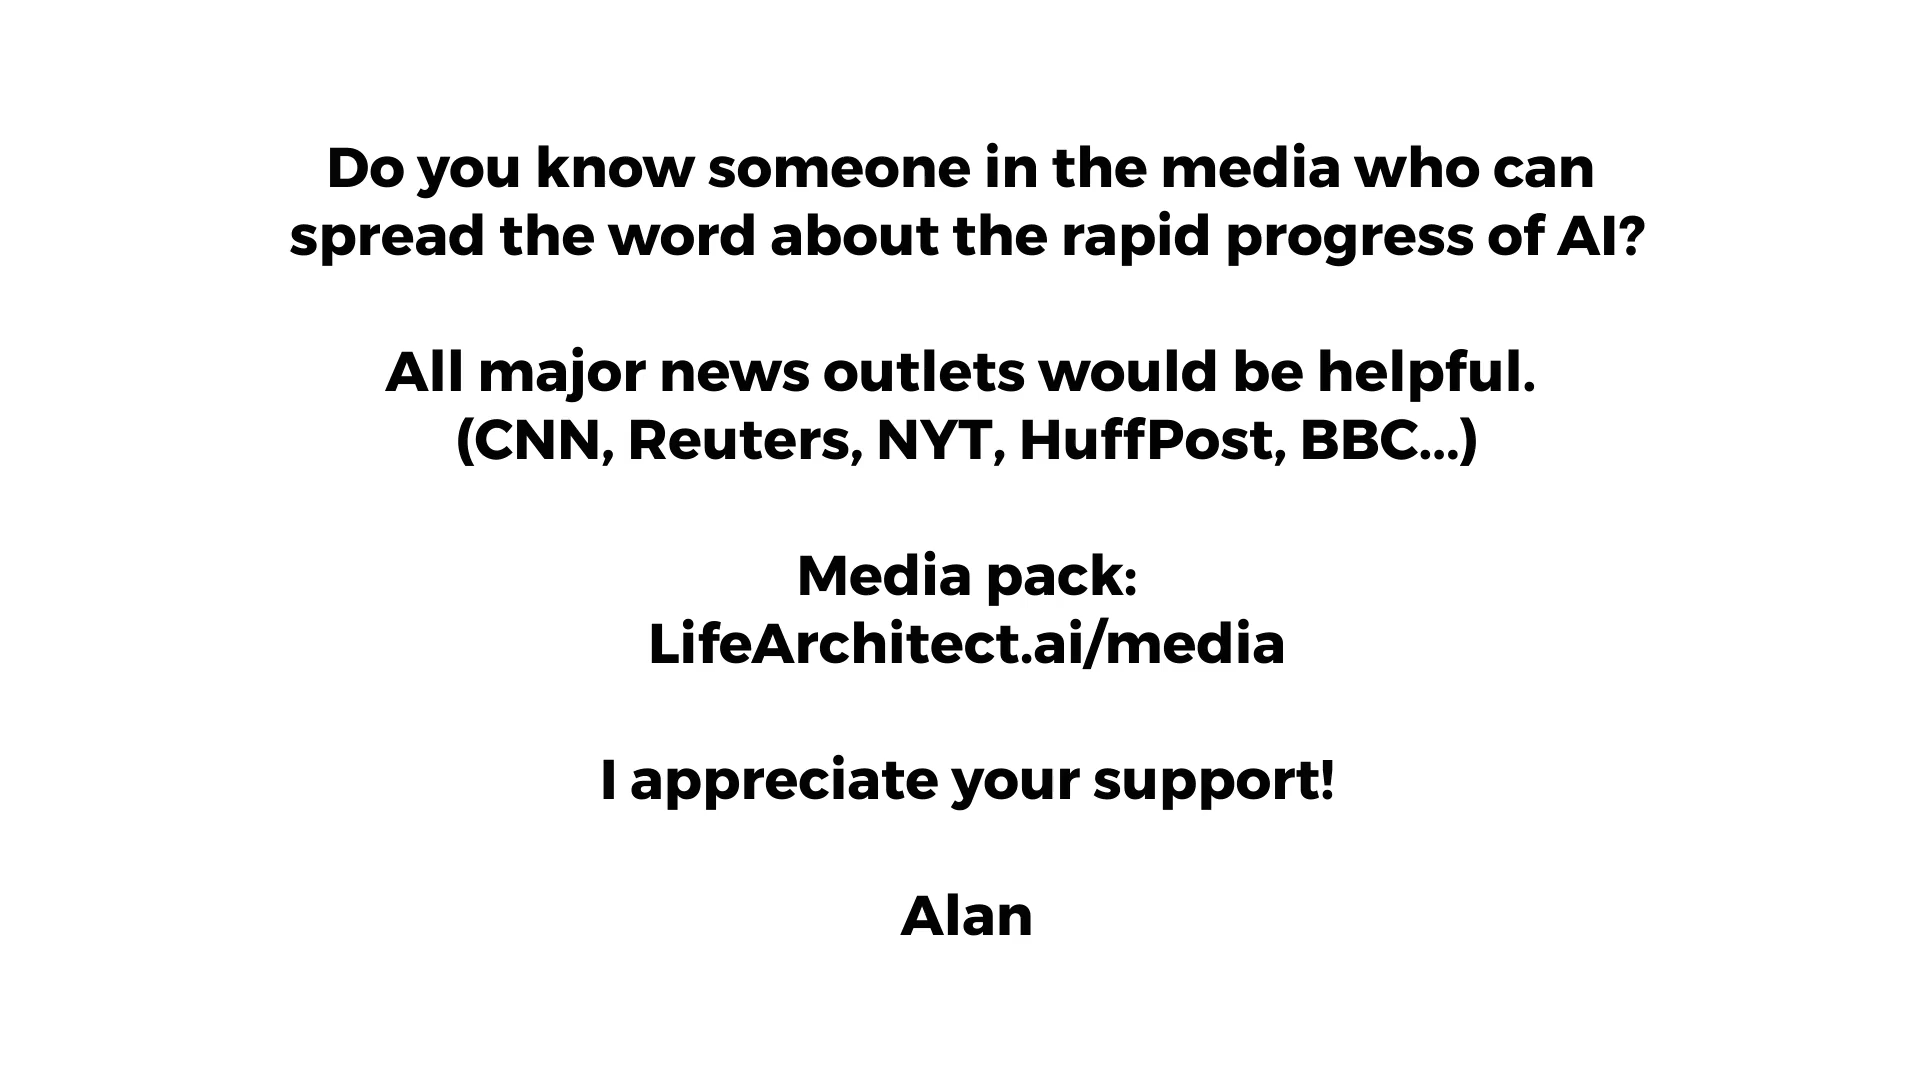 Do you know someone in the media who can
spread the word about the rapid progress of AI?
All major news outlets would be helpful.
(CNN, Reuters, NYT, HuffPost, BBC...)
Media pack:
LifeArchitect.ai/media
I appreciate your support!
Alan